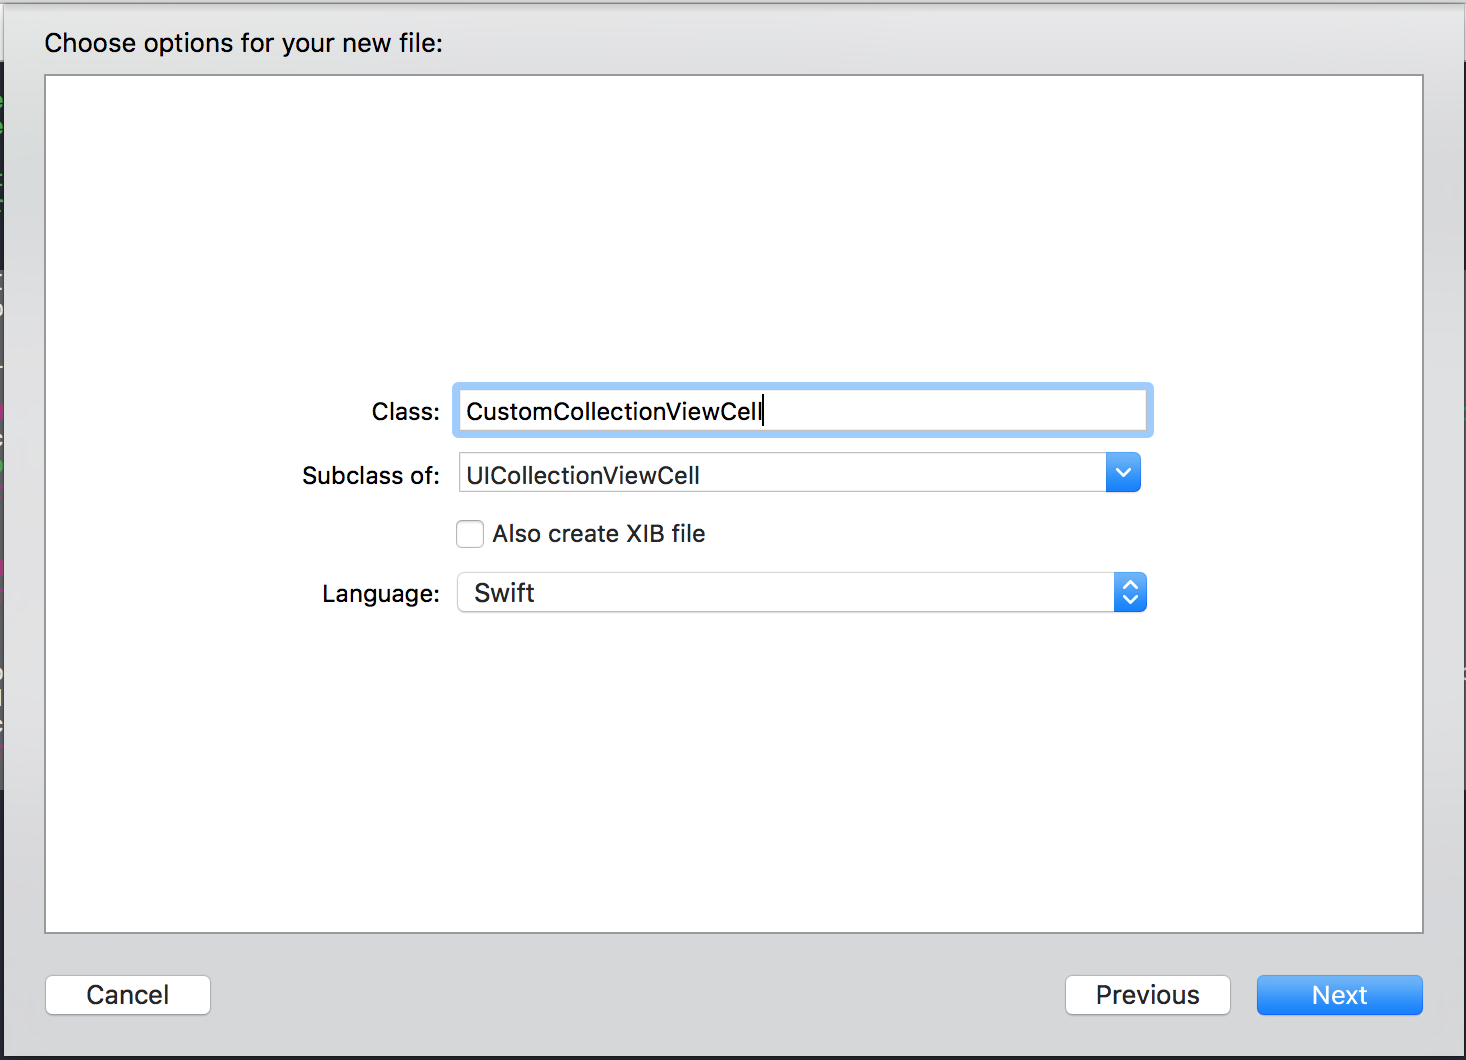 Choose options for your new file:
Class: CustomCollectionViewCell
Subclass of: UICollectionViewCell
Also create XIB file
Language: Swift
Cancel Previous Next